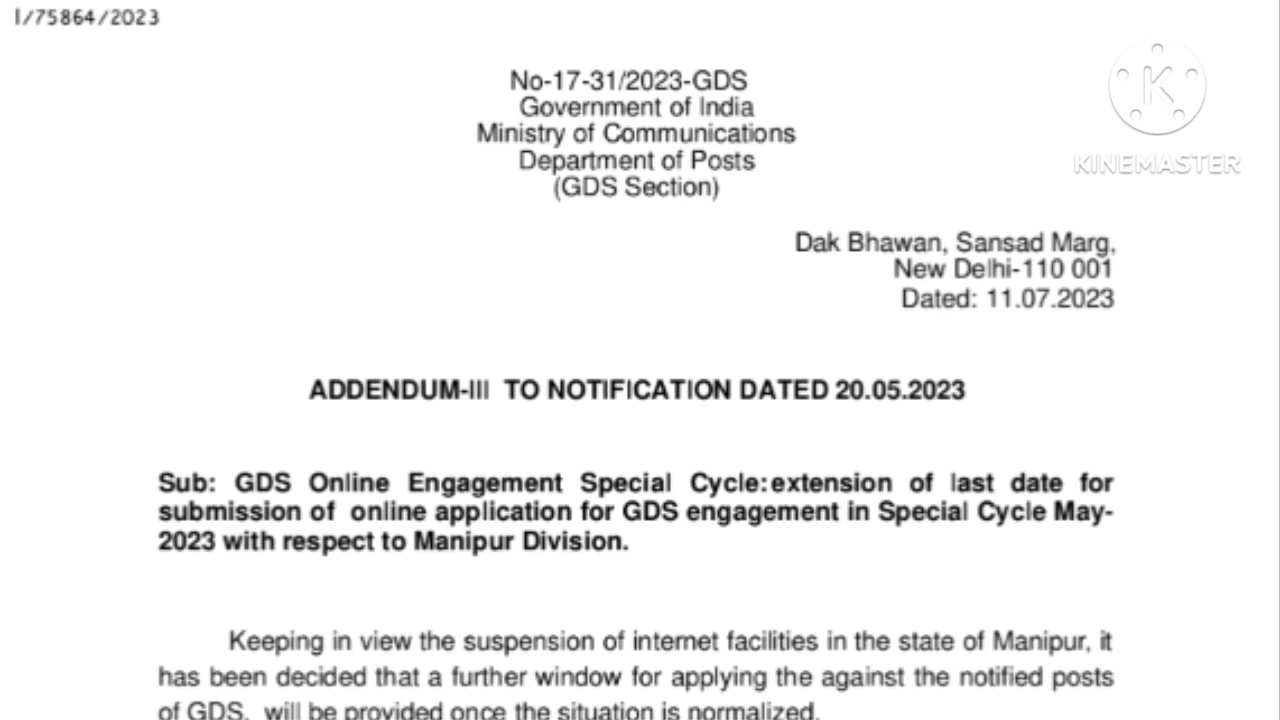 I/75864/2023
No-17-31/2023-GDS
Government of India
Ministry of Communications
Department of Posts
(GDS Section)
KINEMASTER
Dak Bhawan, Sansad Marg,
New Delhi-110 001
Dated: 11.07.2023
ADDENDUM-III TO NOTIFICATION DATED 20.05.2023
Sub: GDS Online Engagement Special Cycle:extension of last date for
submission of online application for GDS engagement in Special Cycle May-
2023 with respect to Manipur Division.
Keeping in view the suspension of internet facilities in the state of Manipur, it
has been decided that a further window for applying the against the notified posts
of GDS, will be provided once the situation is normalized.